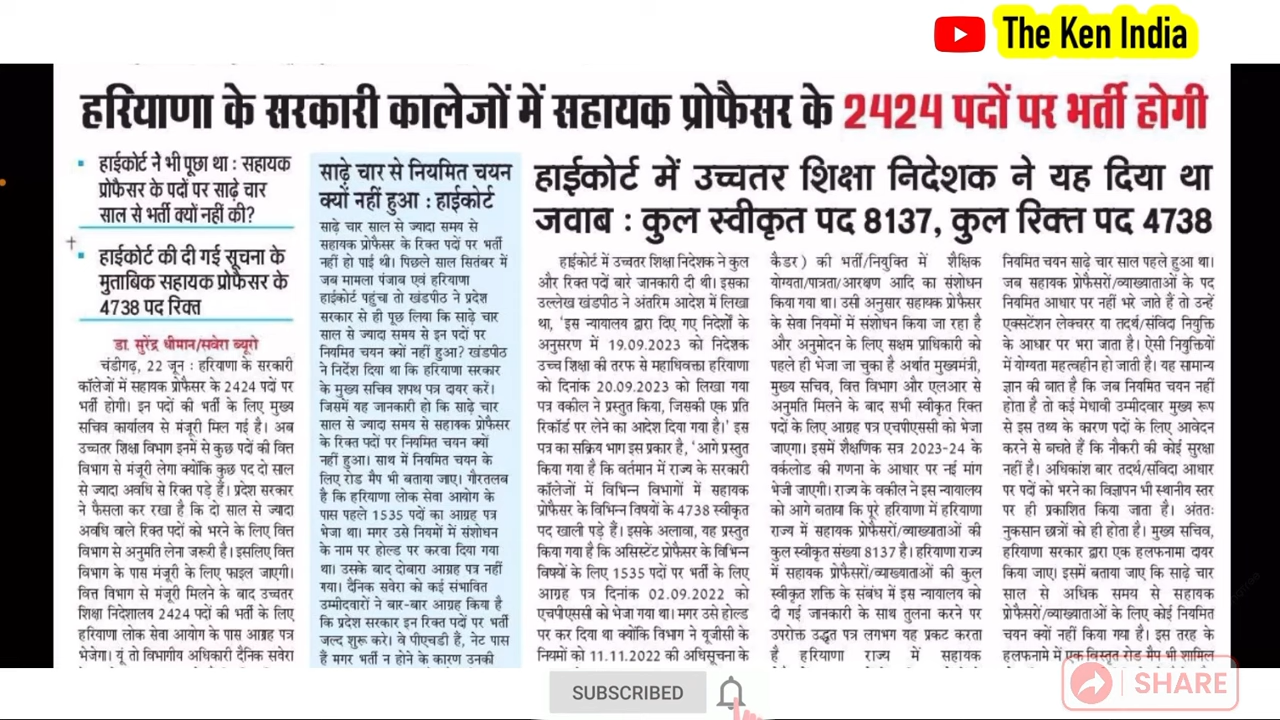 The Ken India
हरियाणा के सरकारी कालेजों में सहायक प्रोफैसर के 2424 पदों पर भर्ती होगी
हाईकोर्ट ने भी पूछा था : सहायक
प्रोफैसर के पदों पर साढ़े चार
साल से भर्ती क्यों नहीं की?
हाईकोर्ट की दी गई सूचना के
मुताबिक सहायक प्रोफैसर के
4738 पद रिक्त
डा. सुरेंद्र धीमान/सवेरा ब्यूरो
चंडीगढ़, 22 जून : हरियाणा के सरकारी
कॉलेजों में सहायक प्रोफैसर के 2424 पदों पर
भर्ती होगी। इन पदों की भर्ती के लिए मुख्य
सचिव कार्यालय से मंजूरी मिल गई है। अब
उच्चतर शिक्षा विभाग इनमें से कुछ पदों की वित्त
विभाग से मंजूरी लेगा क्योंकि कुछ पद दो साल
से ज्यादा अवधि से रिक्त पड़े हैं। प्रदेश सरकार
ने फैसला कर रखा है कि दो साल से ज्यादा
अवधि वाले रिक्त पदों को भरने के लिए वित्त
विभाग से अनुमति लेना जरूरी है। इसलिए वित्त
विभाग के पास मंजूरी के लिए फाइल जाएगी।
वित्त विभाग से मंजूरी मिलने के बाद उच्चतर
शिक्षा निदेशालय 2424 पदों की भर्ती के लिए
हरियाणा लोक सेवा आयोग के पास आग्रह पत्र
भेजेगा। यूं तो विभागीय अधिकारी दैनिक सवेरा
साढ़े चार से नियमित चयन
क्यों नहीं हुआ : हाईकोर्ट
साढ़े चार साल से ज्यादा समय से
सहायक प्रोफैसर के रिक्त पदों पर भर्ती
नहीं हो पाई थी। पिछले साल सितंबर में
जब मामला पंजाब एवं हरियाणा
हाईकोर्ट पहुंचा तो खंडपीठ ने प्रदेश
सरकार से ही पूछ लिया कि साढ़े चार
साल से ज्यादा समय से इन पदों पर
नियमित चयन क्यों नहीं हुआ? खंडपीठ
ने निर्देश दिया था कि हरियाणा सरकार
के मुख्य सचिव शपथ पत्र दायर करें।
जिसमें यह जानकारी हो कि साढ़े चार
साल से ज्यादा समय से सहायक प्रोफैसर
के रिक्त पदों पर नियमित चयन क्यों
नहीं हुआ। साथ में नियमित चयन के
लिए रोड मैप भी बताया जाए। गौरतलब
है कि हरियाणा लोक सेवा आयोग के
पास पहले 1535 पदों का आग्रह पत्र
भेजा था। मगर उसे नियमों में संशोधन
के नाम पर होल्ड पर करवा दिया गया
था। उसके बाद दोबारा आग्रह पत्र नहीं
गया। दैनिक सवेरा को कई संभावित
उम्मीदवारों ने बार-बार आग्रह किया है
कि प्रदेश सरकार इन रिक्त पदों पर भर्ती
जल्द शुरू करे। वे पीएचडी, नेट पास
हैं मगर भर्ती न होने के कारण उनकी
हाईकोर्ट में उच्चतर शिक्षा निदेशक ने यह दिया था
जवाब : कुल स्वीकृत पद 8137, कुल रिक्त पद 4738
हाईकोर्ट में उच्चतर शिक्षा निदेशक ने कुल
और रिक्त पदों बारे जानकारी दी थी। इसका
उल्लेख खंडपीठ ने अंतरिम आदेश में लिखा
था, 'इस न्यायालय द्वारा दिए गए निर्देशों के
अनुसरण में 19.09.2023 को निदेशक
उच्च शिक्षा की तरफ से महाधिवक्ता हरियाणा
को दिनांक 20.09.2023 को लिखा गया
पत्र वकील ने प्रस्तुत किया, जिसकी एक प्रति
रिकॉर्ड पर लेने का आदेश दिया गया है।' इस
पत्र का सक्रिय भाग इस प्रकार है, 'आगे प्रस्तुत
किया गया है कि वर्तमान में राज्य के सरकारी
कॉलेजों में विभिन्न विभागों में सहायक
प्रोफैसर के विभिन्न विषयों के 4738 स्वीकृत
पद खाली पड़े हैं। इसके अलावा, यह प्रस्तुत
किया गया है कि असिस्टेंट प्रोफैसर के विभिन्न
विषयों के लिए 1535 पदों पर भर्ती के लिए
आग्रह पत्र दिनांक 02.09.2022 को
एचपीएससी को भेजा गया था। मगर उसे होल्ड
पर कर दिया था क्योंकि विभाग ने यूजीसी के
नियमों को 11.11.2022 की अधिसूचना के
कैडर) की भर्ती/नियुक्ति में शैक्षिक
योग्यता/पात्रता/आरक्षण आदि का संशोधन
किया गया था। उसी अनुसार सहायक प्रोफैसर
के सेवा नियमों में संशोधन किया जा रहा है
और अनुमोदन के लिए सक्षम प्राधिकारी को
पहले ही भेजा जा चुका है अर्थात मुख्यमंत्री,
मुख्य सचिव, वित्त विभाग और एलआर से
अनुमति मिलने के बाद सभी स्वीकृत रिक्त
पदों के लिए आग्रह पत्र एचपीएससी को भेजा
जाएगा। इसमें शैक्षणिक सत्र 2023-24 के
वर्कलोड की गणना के आधार पर नई मांग
भेजी जाएगी। राज्य के वकील ने इस न्यायालय
को आगे बताया कि पूरे हरियाणा में हरियाणा
राज्य में सहायक प्रोफैसरों/व्याख्याताओं की
कुल स्वीकृत संख्या 8137 है। हरियाणा राज्य
में सहायक प्रोफैसरों/व्याख्याताओं की कुल
स्वीकृत शक्ति के संबंध में इस न्यायालय को
दी गई जानकारी के साथ तुलना करने पर
उपरोक्त उद्धृत पत्र लगभग यह प्रकट करता
है हरियाणा राज्य में सहायक
नियमित चयन साढ़े चार साल पहले हुआ था।
जब सहायक प्रोफैसरों/व्याख्याताओं के पद
नियमित आधार पर नहीं भरे जाते हैं तो उन्हें
एक्सटेंशन लेक्चरर या तदर्थ/संविदा नियुक्ति
के आधार पर भरा जाता है। ऐसी नियुक्तियों
में योग्यता महत्वहीन हो जाती है। यह सामान्य
ज्ञान की बात है कि जब नियमित चयन नहीं
होता है तो कई मेधावी उम्मीदवार मुख्य रूप
से इस तथ्य के कारण पदों के लिए आवेदन
करने से बचते हैं कि नौकरी की कोई सुरक्षा
नहीं है। अधिकांश बार तदर्थ/संविदा आधार
पर पदों को भरने का विज्ञापन भी स्थानीय स्तर
पर ही प्रकाशित किया जाता है। अंततः
नुकसान छात्रों को ही होता है। मुख्य सचिव,
हरियाणा सरकार द्वारा एक हलफनामा दायर
किया जाए। इसमें बताया जाए कि साढ़े चार
साल से अधिक समय से सहायक
प्रोफैसरों/व्याख्याताओं के लिए कोई नियमित
चयन क्यों नहीं किया गया है। इस तरह के
हलफनामे में एक विस्तृत रोड मैप भी शामिल
SUBSCRIBED
SHARE